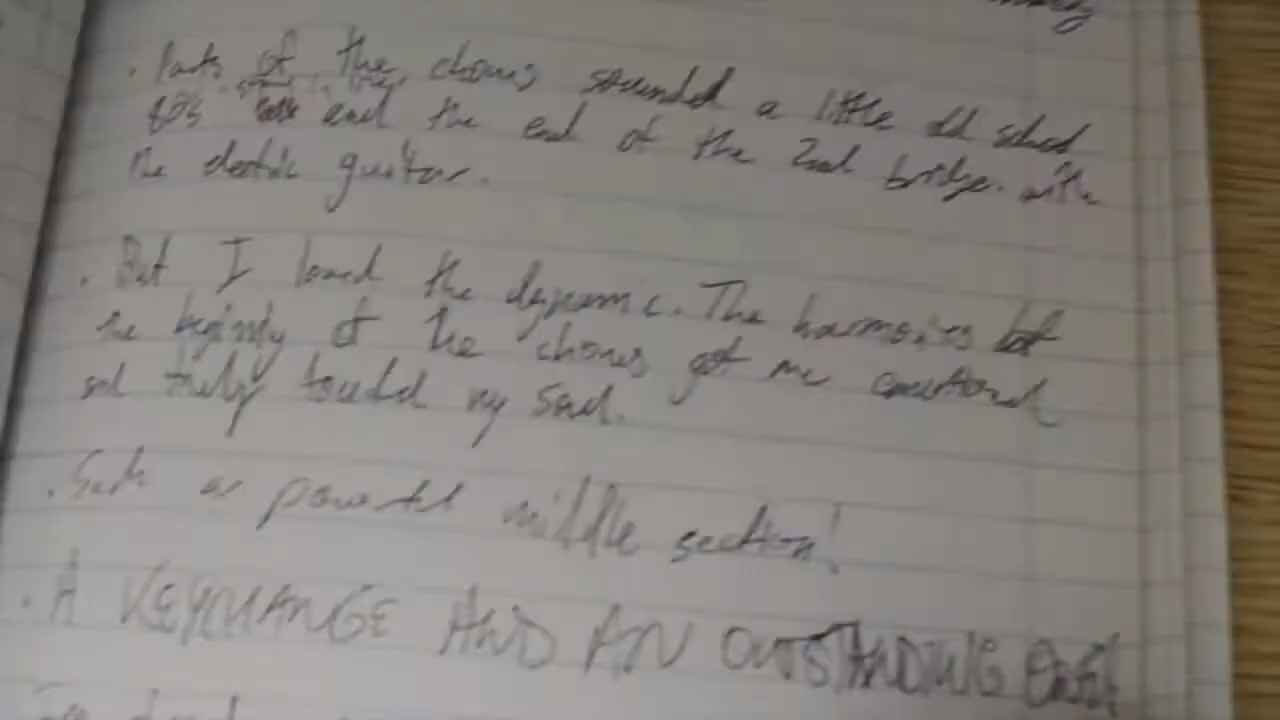 . Parts of the chorus sounded a little old school
80s and the end of the 2nd bridge. with
the electric guitar.
. But I loved the dynamic. The harmonies
the beginning of the chorus got me emotional
and truly touched my soul.
. Such a powerful middle section!
. A KEYCHANGE AND AN OUTSTANDING